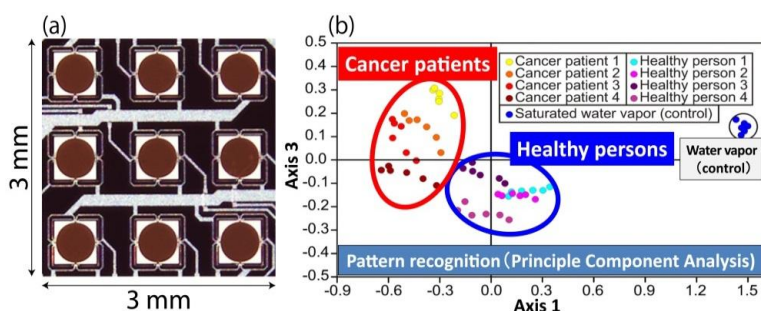 (a)
3 mm
3 mm
(b)
0.5
0.4
0.3
0.2
0.1
0.0
-0.1
-0.2
-0.3
-0.4
-0.5
Axis 3
Cancer patients
Cancer patient 1
Cancer patient 2
Cancer patient 3
Cancer patient 4
Healthy person 1
Healthy person 2
Healthy person 3
Healthy person 4
Saturated water vapor (control)
Healthy persons
Water vapor
(control)
Pattern recognition(Principle Component Analysis)
-0.9 -0.6 -0.3 0.0 0.3 0.6 0.9 1.2 1.5
Axis 1